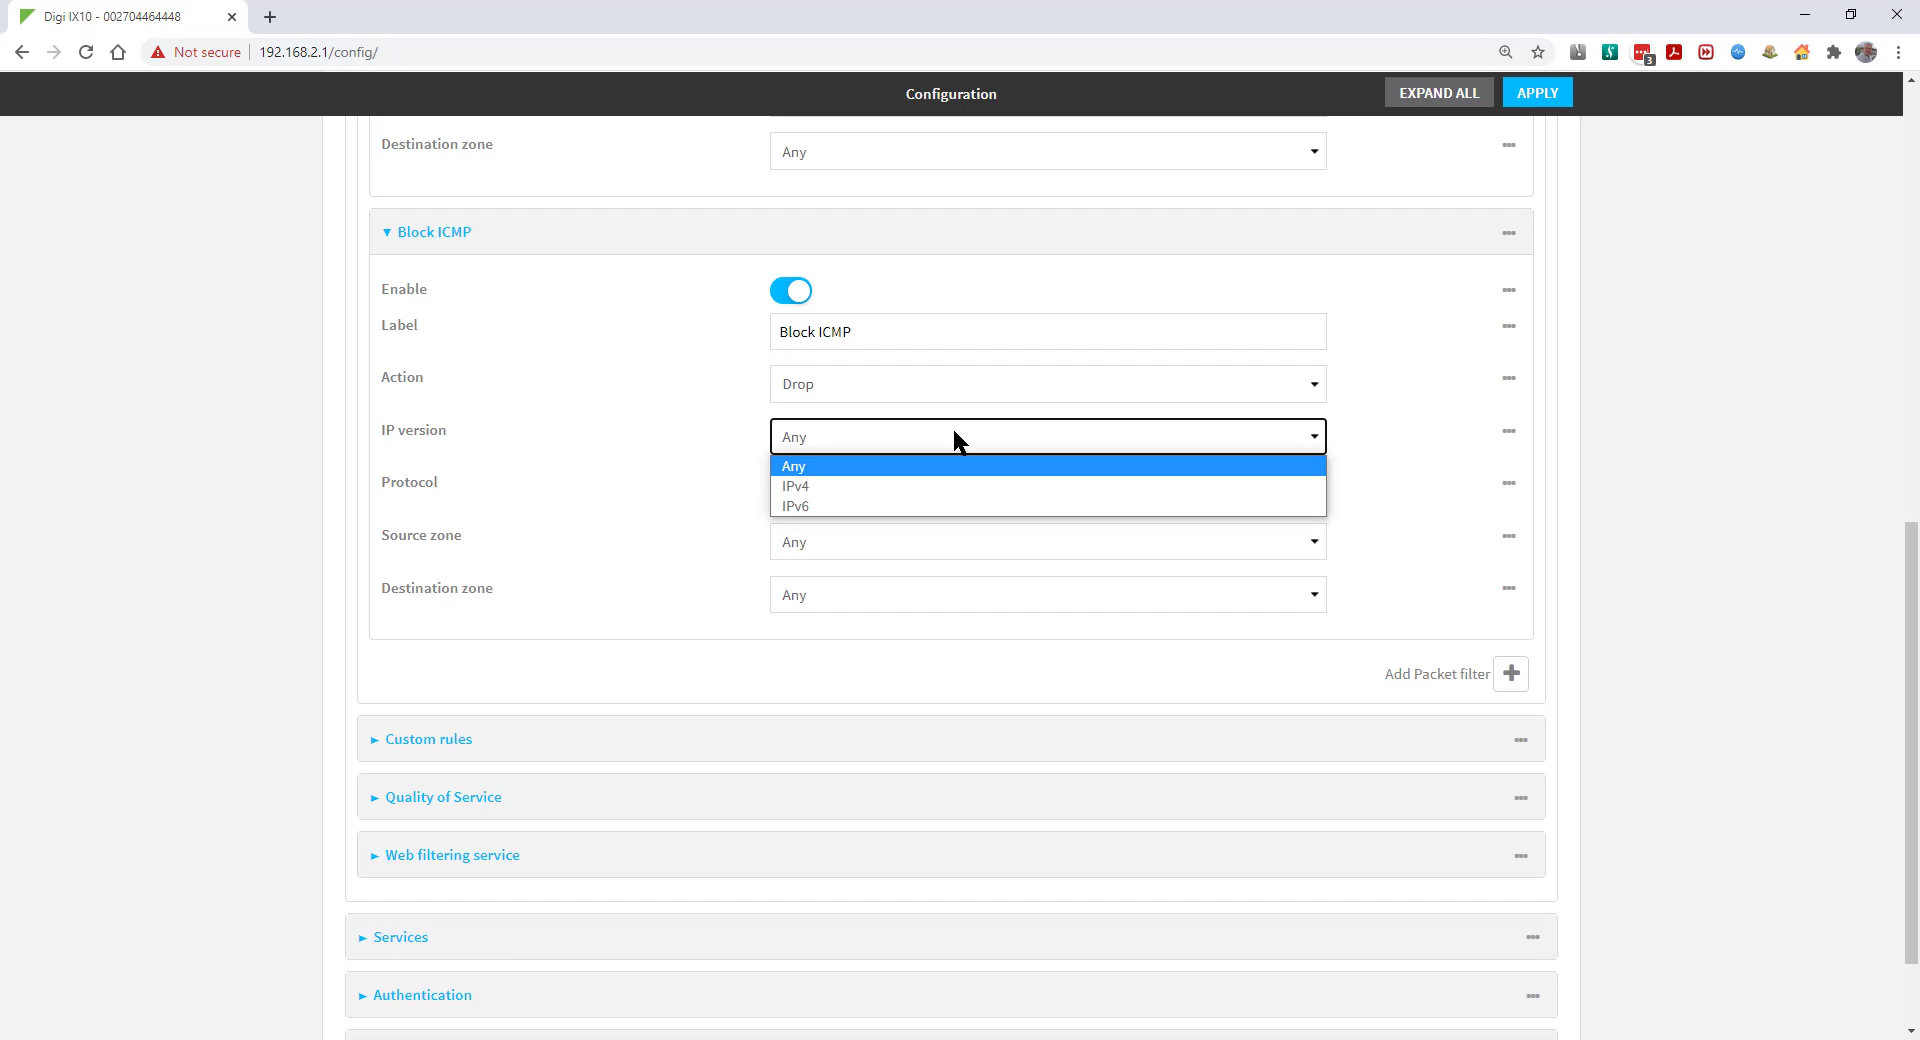 Digi IX10 - 002704464448
Not secure 192.168.2.1/config/
3
Configuration
EXPAND ALL APPLY
Destination zone Any
▼ Block ICMP
Enable
Label Block ICMP
Action Drop
IP version Any
Any
IPv4
IPv6
Protocol
Source zone Any
Destination zone Any
Add Packet filter
► Custom rules
► Quality of Service
► Web filtering service
► Services
► Authentication